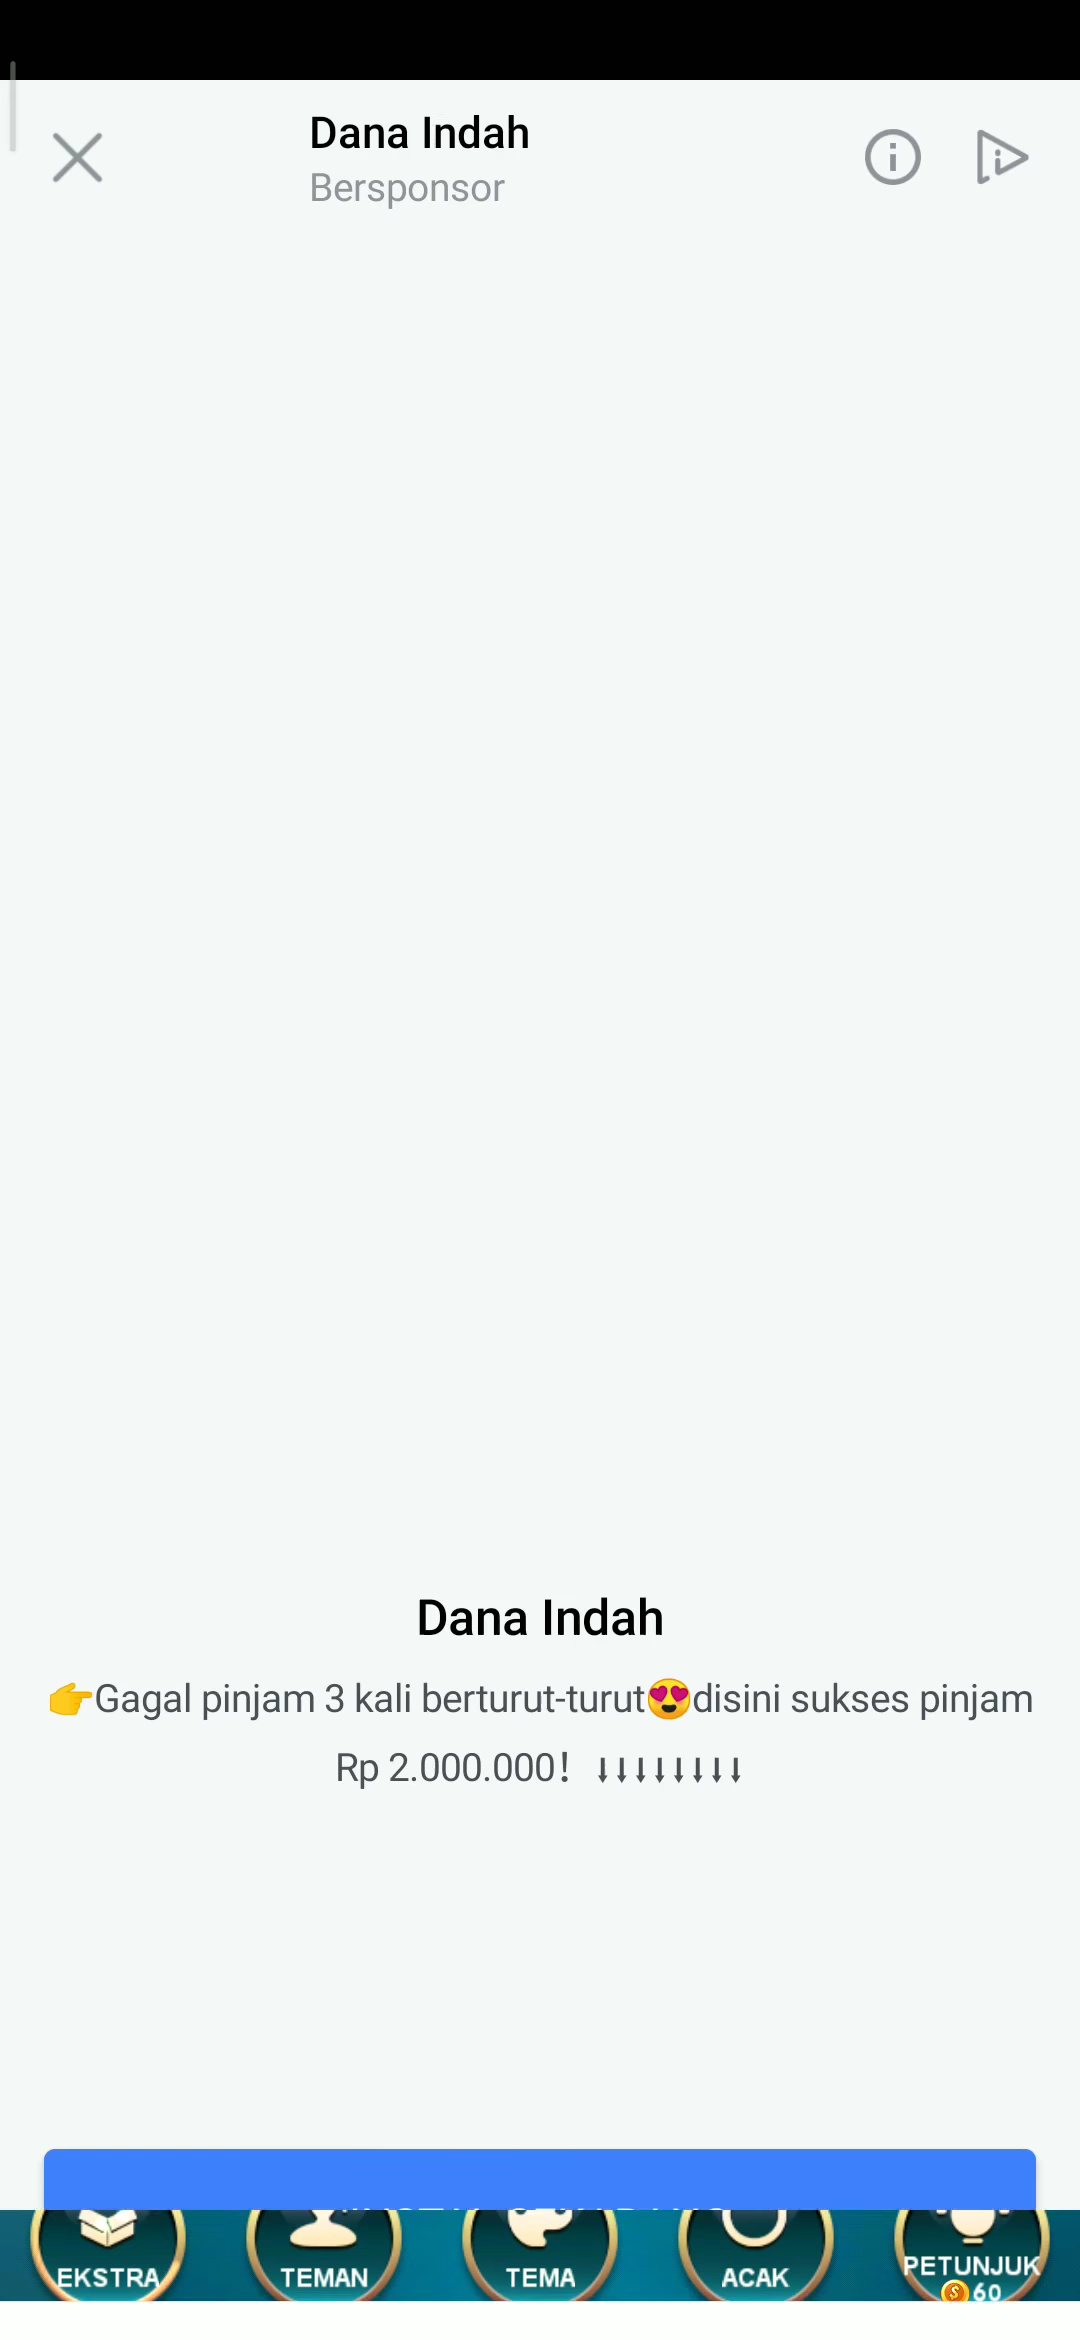 Dana Indah
Bersponsor
Dana Indah
👉Gagal pinjam 3 kali berturut-turut😍disini sukses pinjam
Rp 2.000.000！⬇⬇⬇⬇⬇⬇⬇⬇
EKSTRA
TEMAN
TEMA
ACAK
PETUNJUK
60